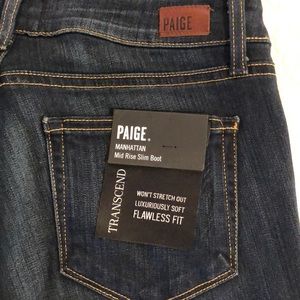 PAIGE
PAIGE.
MANHATTAN
Mid Rise Slim Boot
TRANSCEND
WON'T STRETCH OUT
LUXURIOUSLY SOFT
FLAWLESS FIT